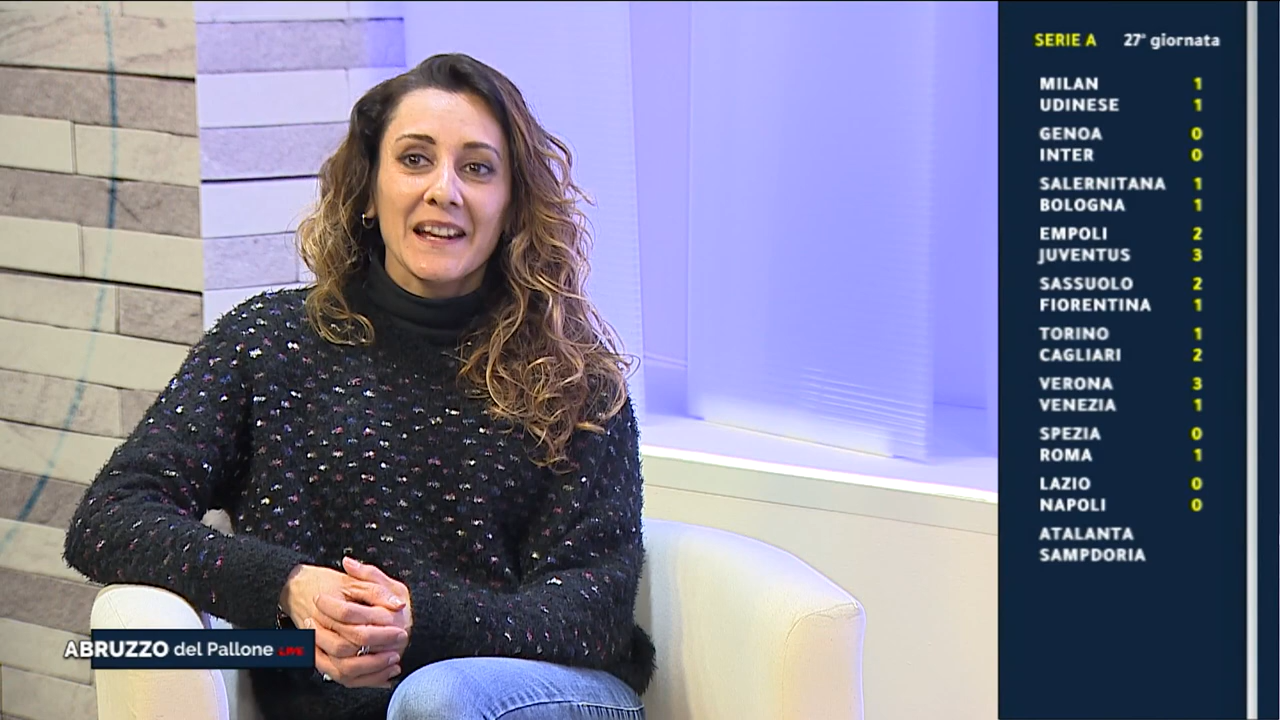 SERIE A 27° giornata
MILAN 1
UDINESE 1
GENOA 0
INTER 0
SALERNITANA 1
BOLOGNA 1
EMPOLI 2
JUVENTUS 3
SASSUOLO 2
FIORENTINA 1
TORINO 1
CAGLIARI 2
VERONA 3
VENEZIA 1
SPEZIA 0
ROMA 1
LAZIO 0
NAPOLI 0
ATALANTA
SAMPDORIA
ABRUZZO del Pallone LIVE